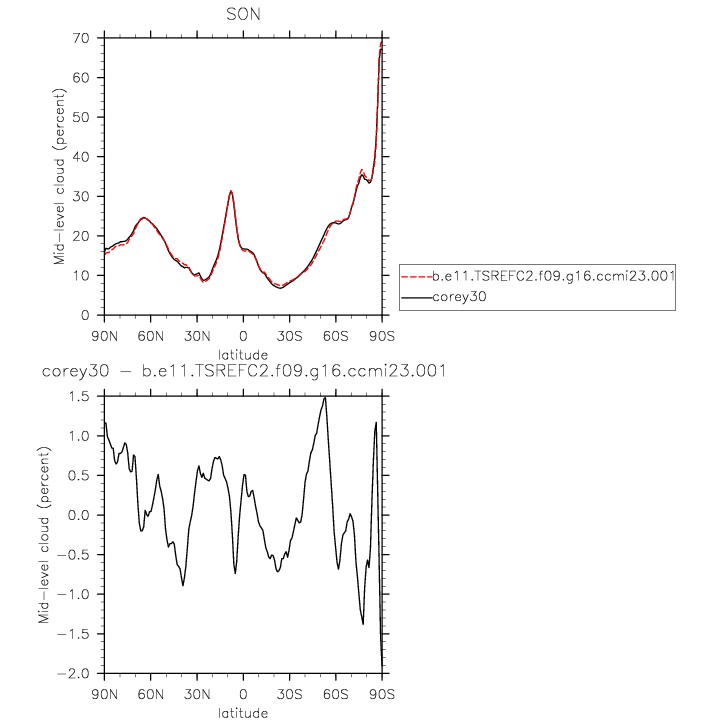 SON
Mid-level cloud (percent)
70
60
50
40
30
20
10
0
90N 60N 30N 0 30S 60S 90S
latitude
b.e11.TSREFC2.f09.g16.ccmi23.001
corey30
corey30 - b.e11.TSREFC2.f09.g16.ccmi23.001
Mid-level cloud (percent)
1.5
1.0
0.5
0.0
-0.5
-1.0
-1.5
-2.0
90N 60N 30N 0 30S 60S 90S
latitude